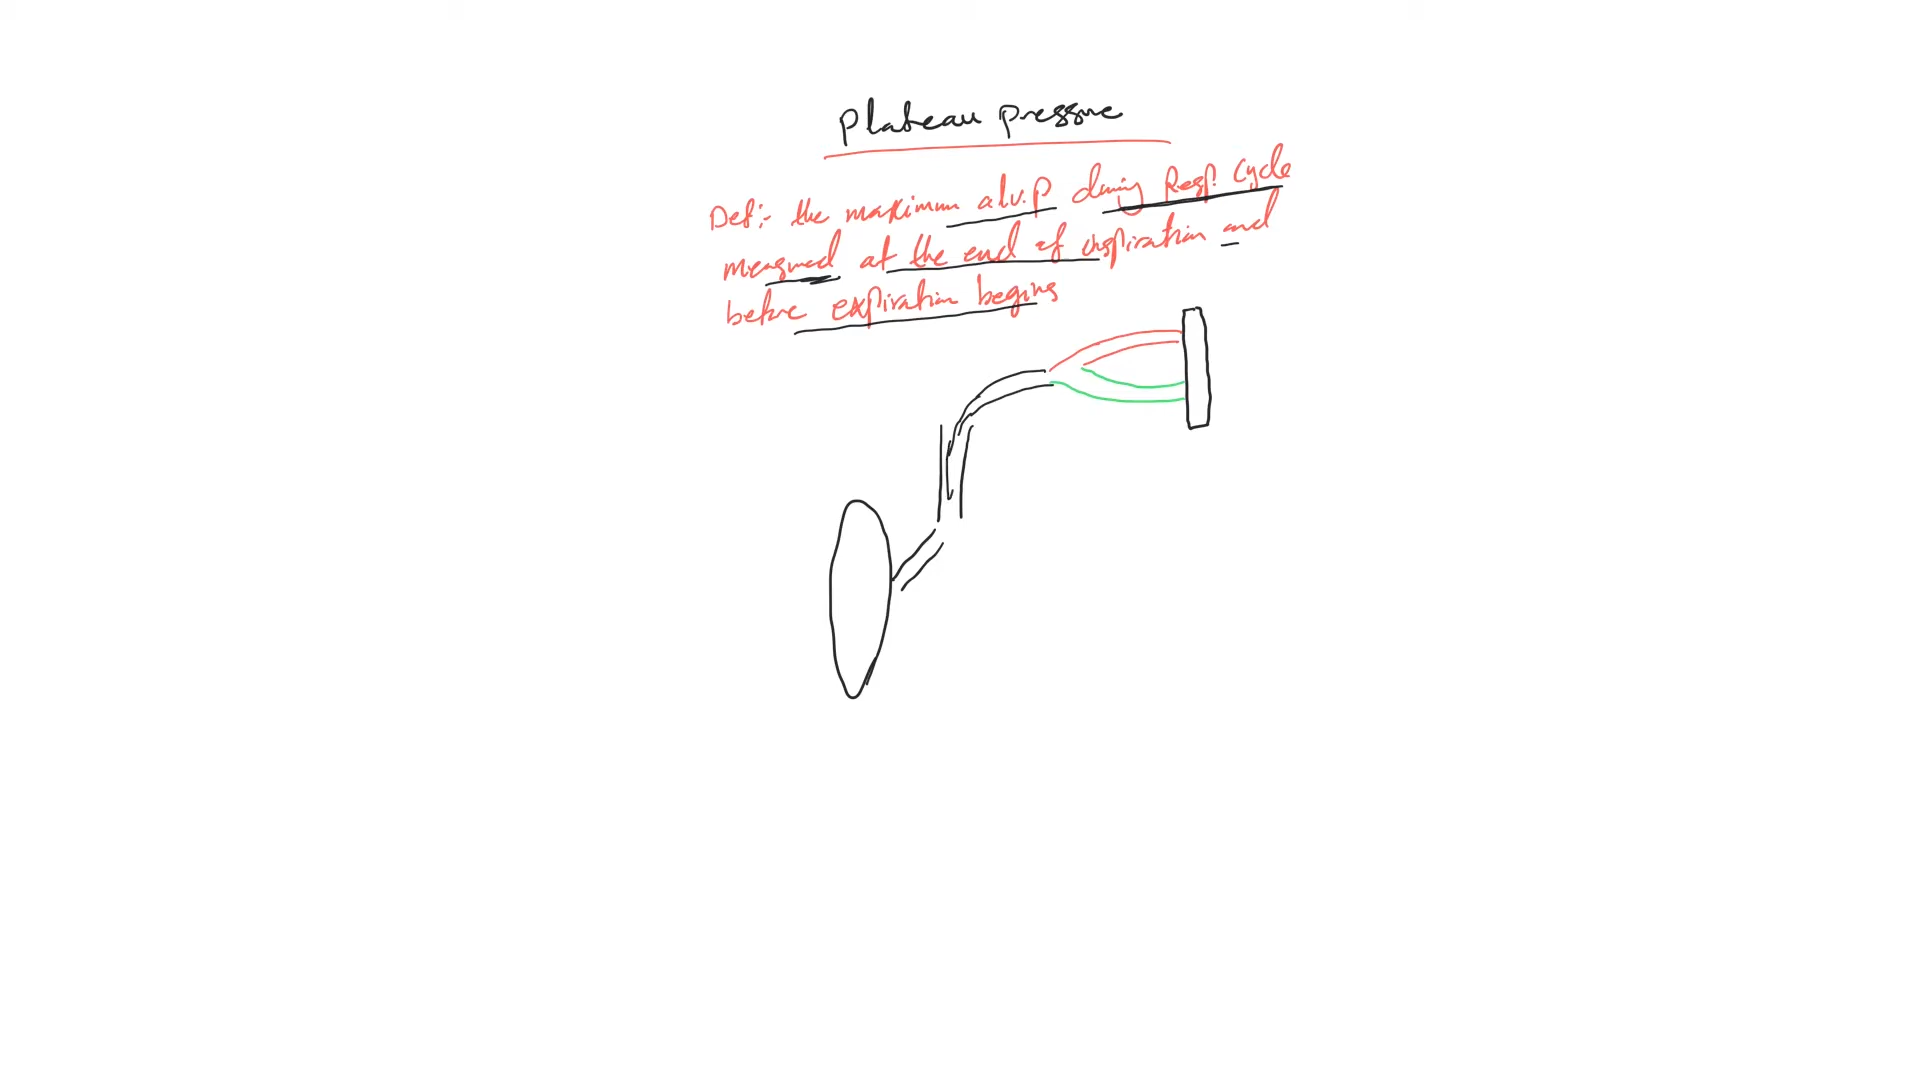 Plateau pressure
Def:- the maximum alv.P during Resp. Cycle
measured at the end of inspiration and
before expiration begins